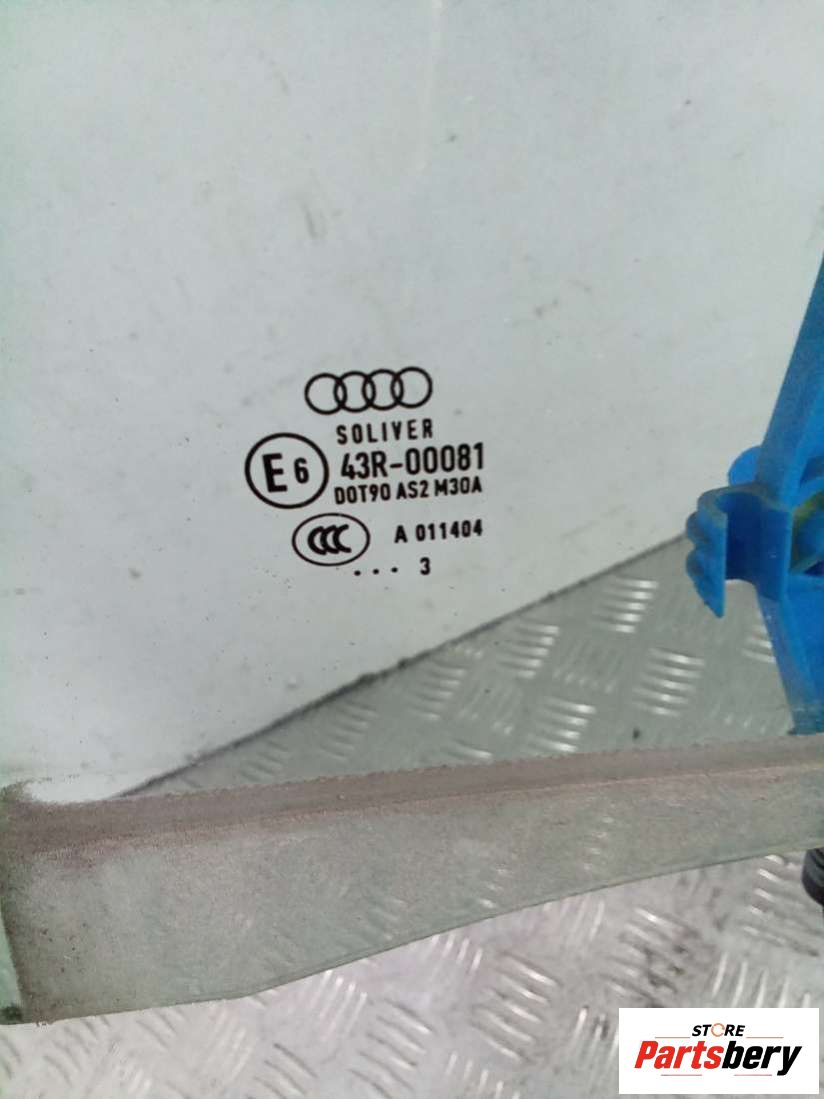 SOLIVER
E6 43R-00081
DOT90 AS2 M30A
CCC A 011404
... 3
STORE
Partsbery